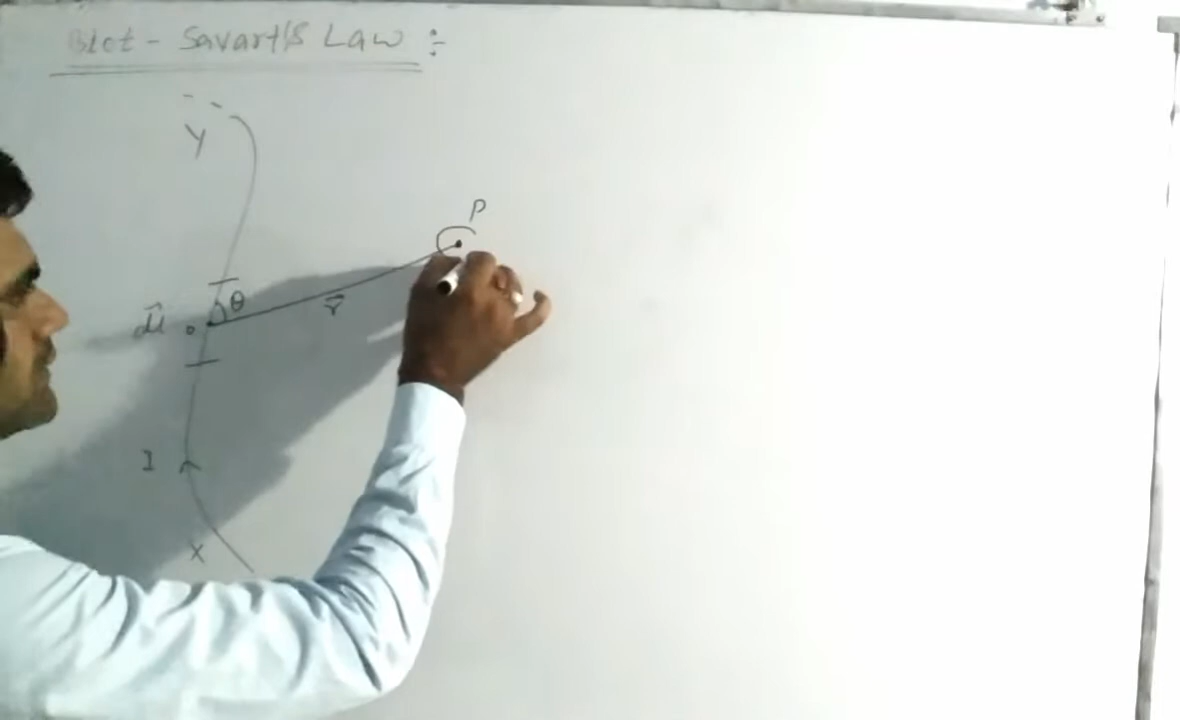 Biot - Savart's Law :
Y
P
θ
r⃗
dl⃗ o
I
X